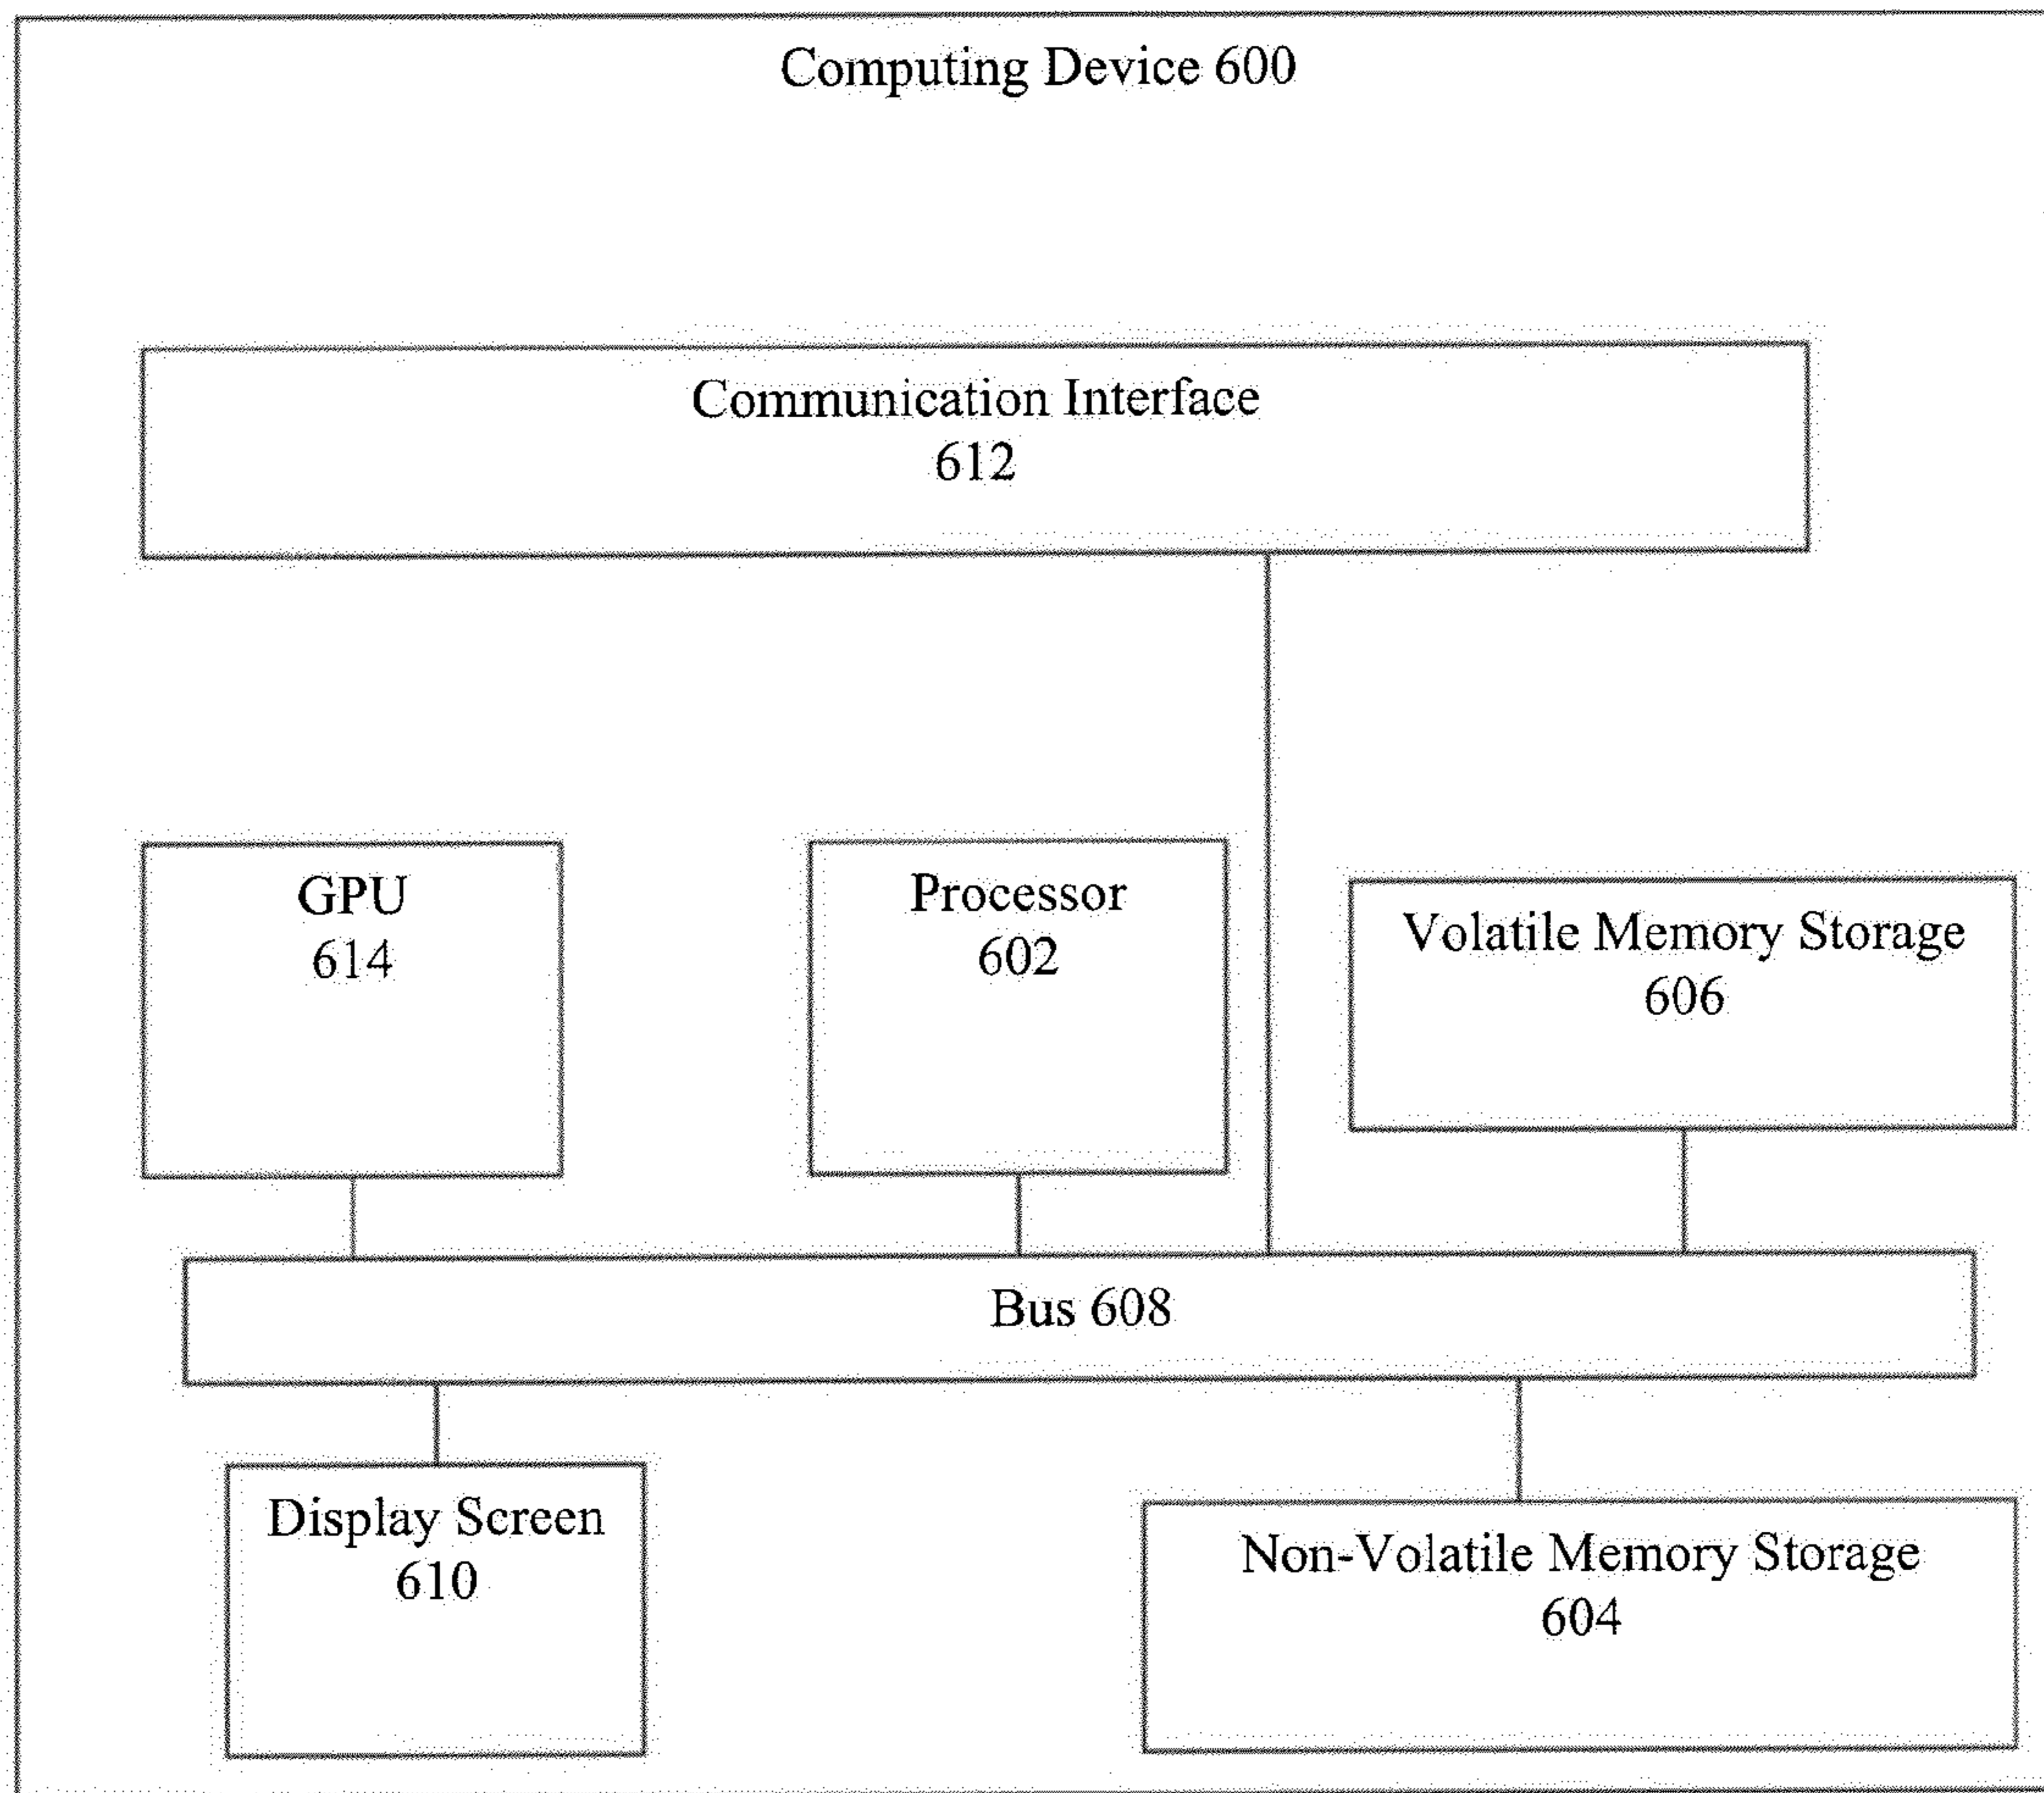 Computing Device 600
Communication Interface
612
GPU
614
Processor
602
Volatile Memory Storage
606
Bus 608
Display Screen
610
Non-Volatile Memory Storage
604